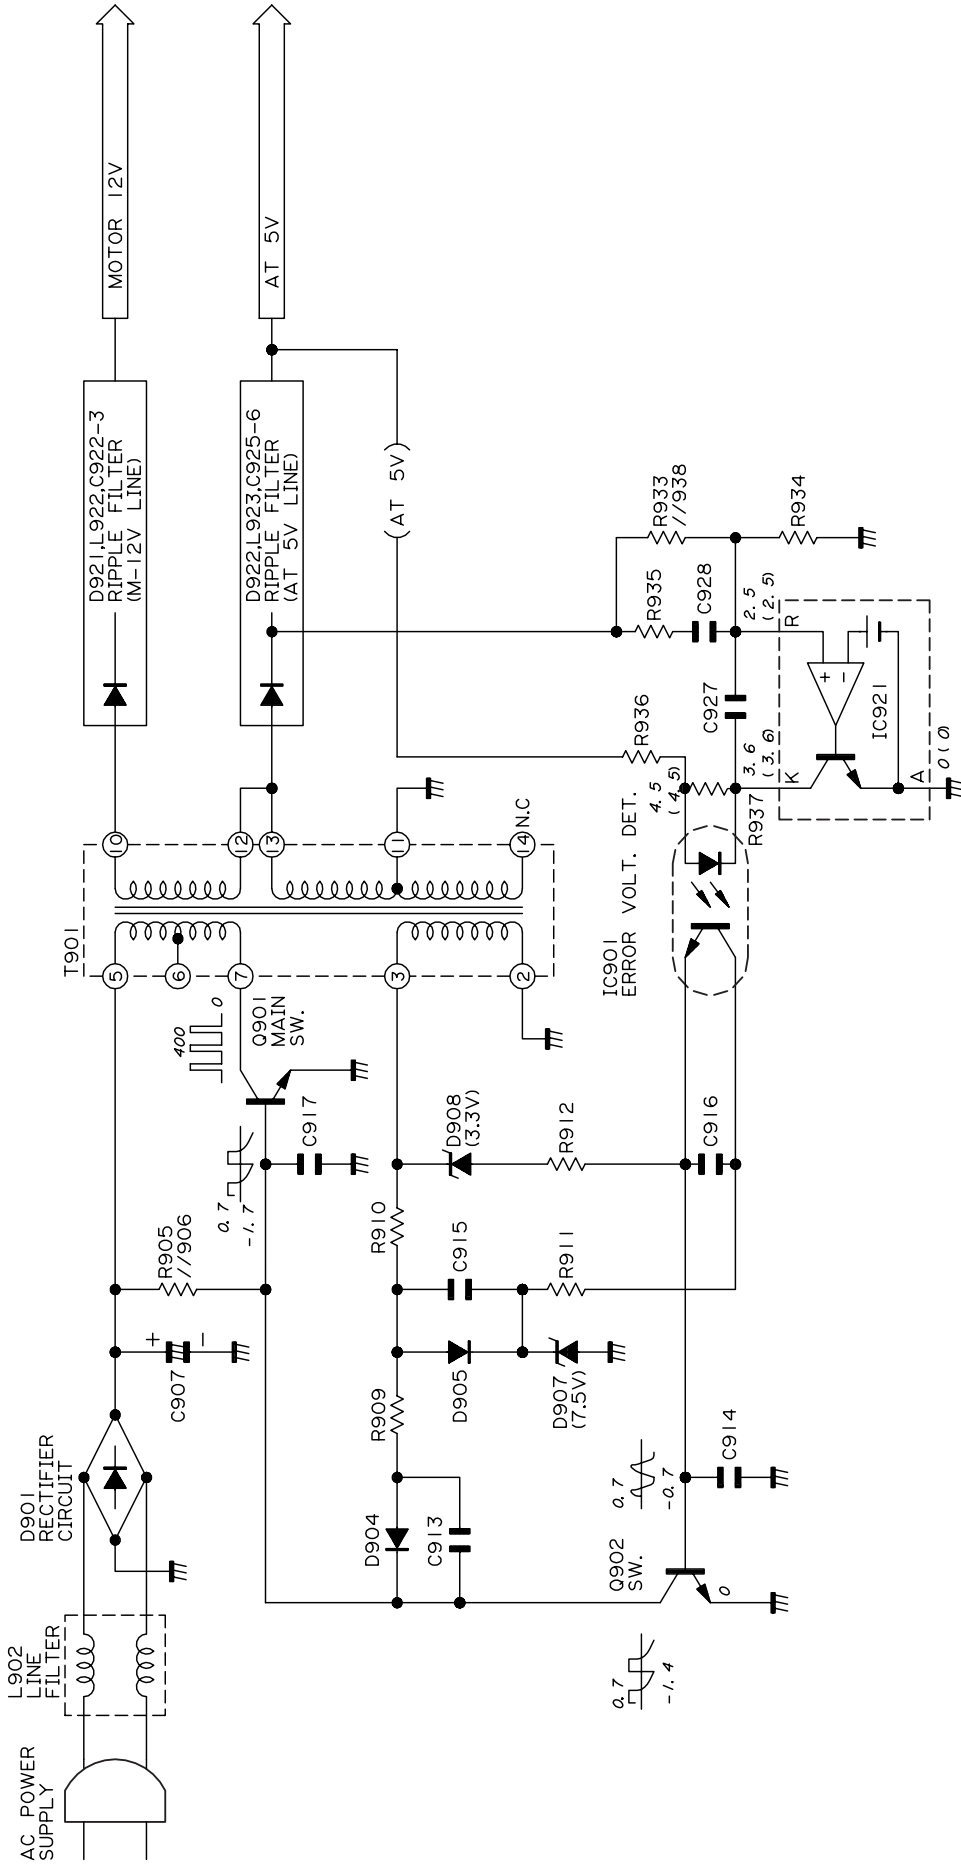 AC POWER
SUPPLY
L902
LINE
FILTER
D901
RECTIFIER
CIRCUIT
C907
+
−
R905
//906
0.7
-1.7
C917
400
0
Q901
MAIN
SW.
T901
5
6
7
3
2
10
12
13
11
14 N.C
D921,L922,C922-3
RIPPLE FILTER
(M-12V LINE)
MOTOR 12V
D922,L923,C925-6
RIPPLE FILTER
(AT 5V LINE)
AT 5V
(AT 5V)
D904
C913
R909
D905
C915
R910
D907
(7.5V)
R911
D908
(3.3V)
R912
Q902
SW.
0.7
-1.4
0.7
-0.7
0
C914
C916
IC901
ERROR VOLT. DET.
R936
4.5
(4.5)
R937
C927
3.6
(3.6)
K
R935
C928
R933
//938
R934
2.5
(2.5)
R
+
−
IC921
A
0(0)